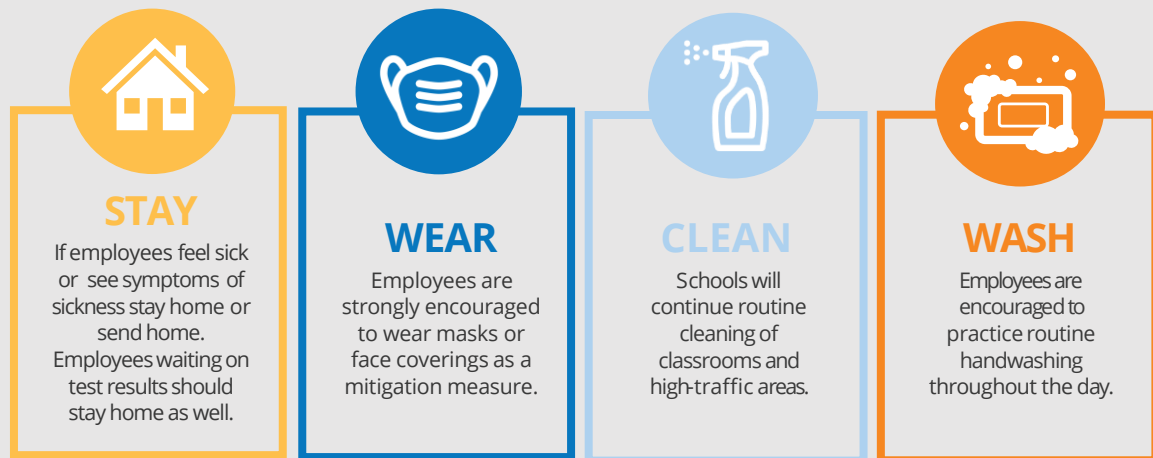 STAY
If employees feel sick
or see symptoms of
sickness stay home or
send home.
Employees waiting on
test results should
stay home as well.
WEAR
Employees are
strongly encouraged
to wear masks or
face coverings as a
mitigation measure.
CLEAN
Schools will
continue routine
cleaning of
classrooms and
high-traffic areas.
WASH
Employees are
encouraged to
practice routine
handwashing
throughout the day.